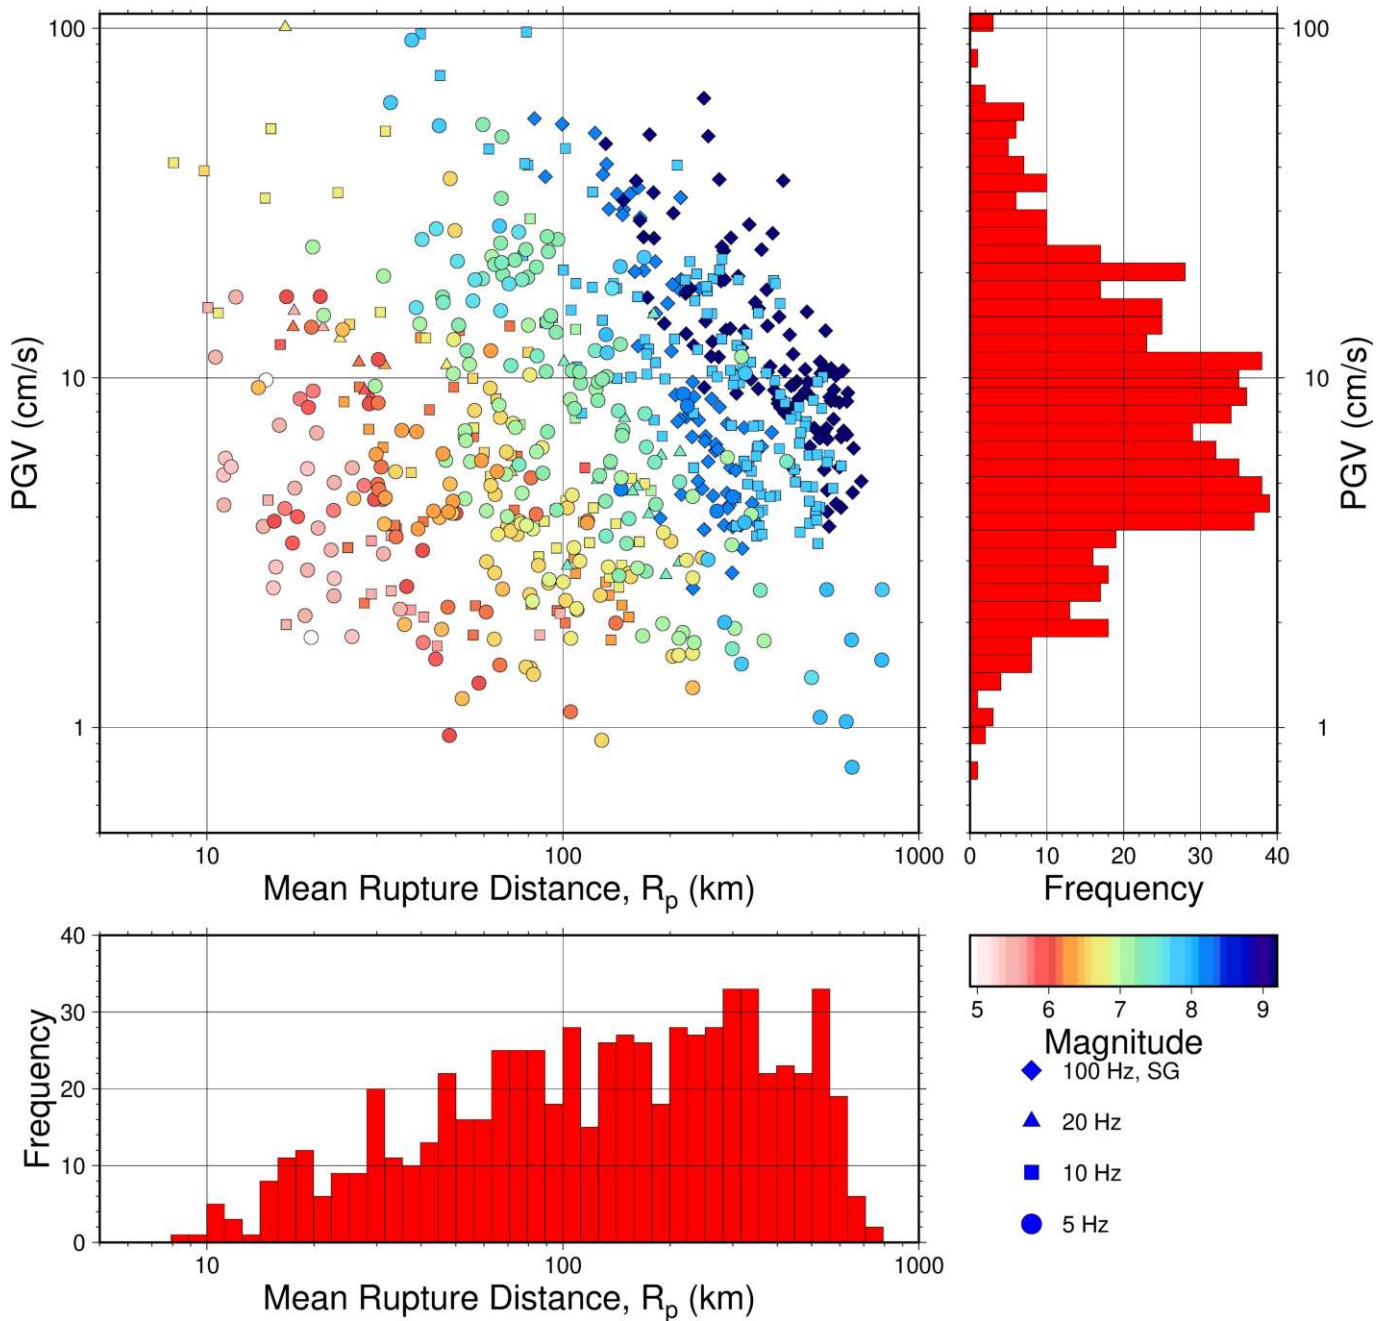 100
10
1
PGV (cm/s)
10 100 1000
Mean Rupture Distance, Rp (km)
100
10
1
PGV (cm/s)
0 10 20 30 40
Frequency
40
30
20
10
0
Frequency
10 100 1000
Mean Rupture Distance, Rp (km)
5 6 7 8 9
Magnitude
100 Hz, SG
20 Hz
10 Hz
5 Hz